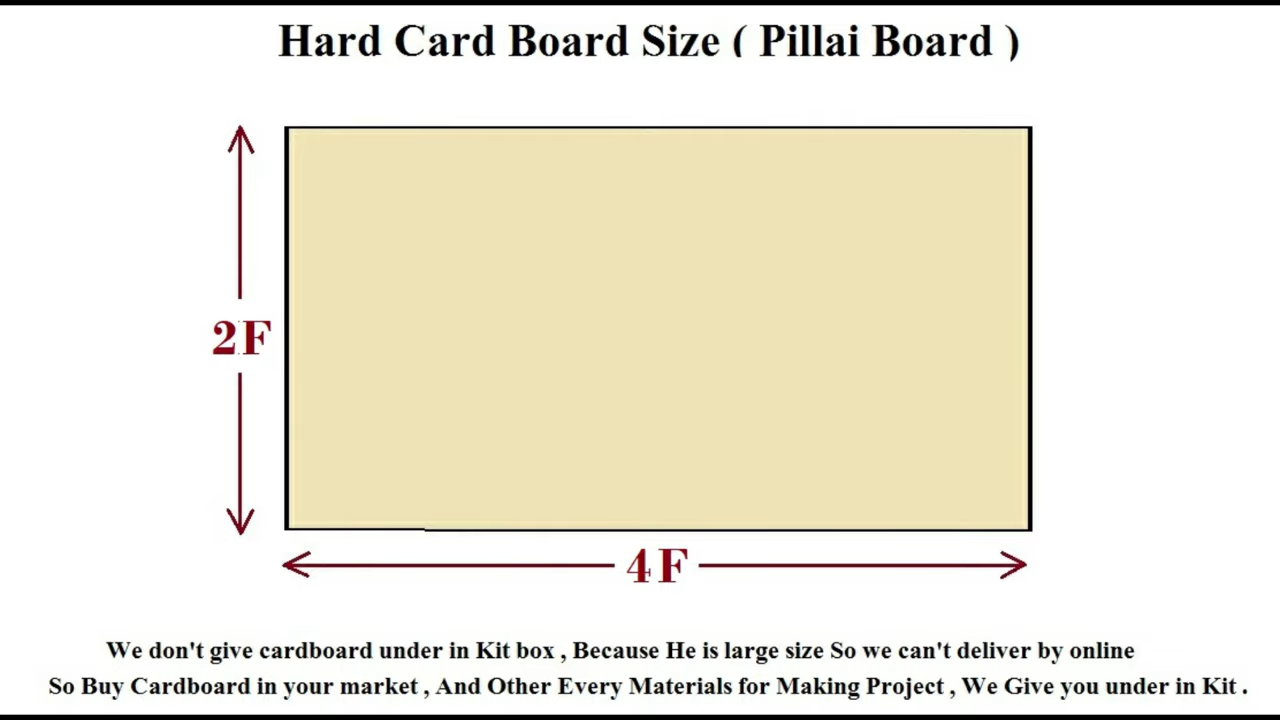 Hard Card Board Size ( Pillai Board )
2F
4F
We don't give cardboard under in Kit box , Because He is large size So we can't deliver by online
So Buy Cardboard in your market , And Other Every Materials for Making Project , We Give you under in Kit .